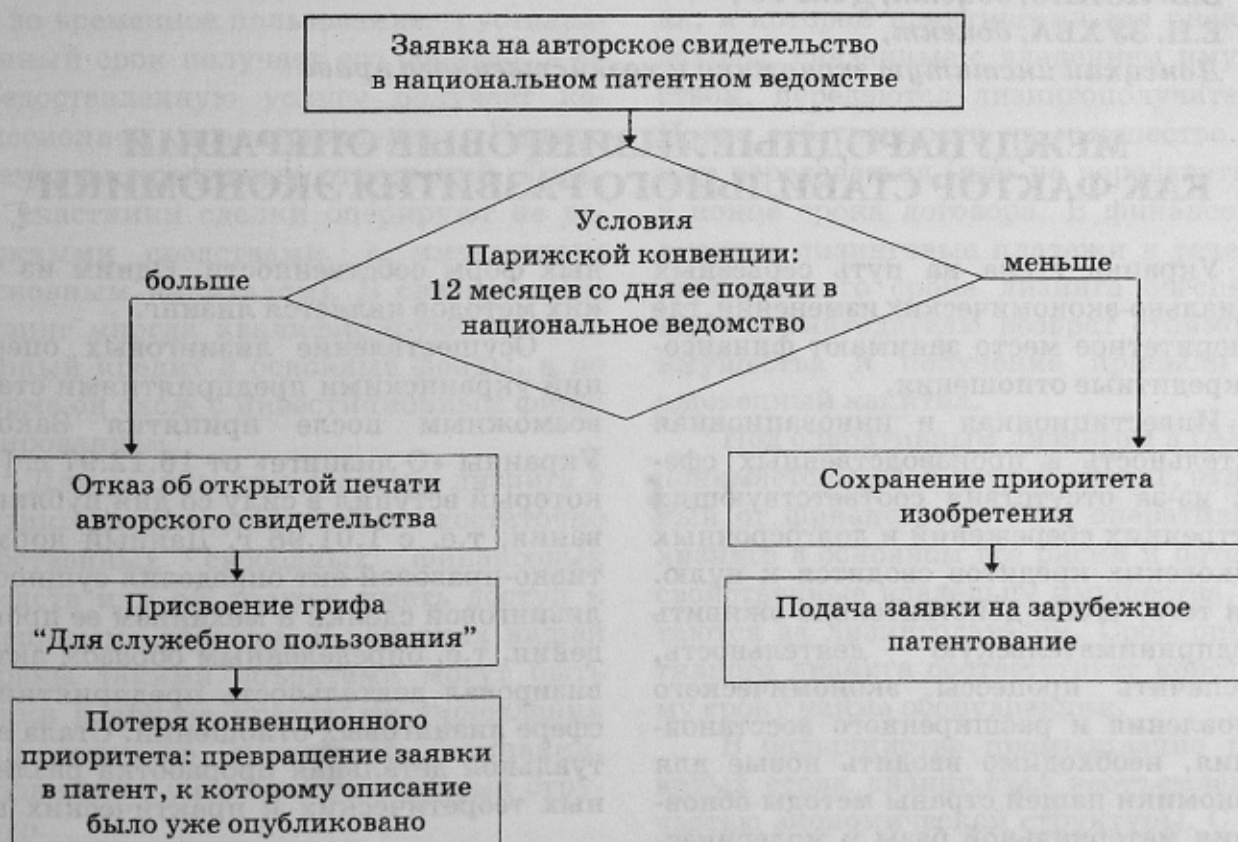 Заявка на авторское свидетельство
в национальном патентном ведомстве
Условия
Парижской конвенции:
12 месяцев со дня ее подачи в
национальное ведомство
больше
меньше
Отказ об открытой печати
авторского свидетельства
Присвоение грифа
“Для служебного пользования”
Потеря конвенционного
приоритета: превращение заявки
в патент, к которому описание
было уже опубликовано
Сохранение приоритета
изобретения
Подача заявки на зарубежное
патентование